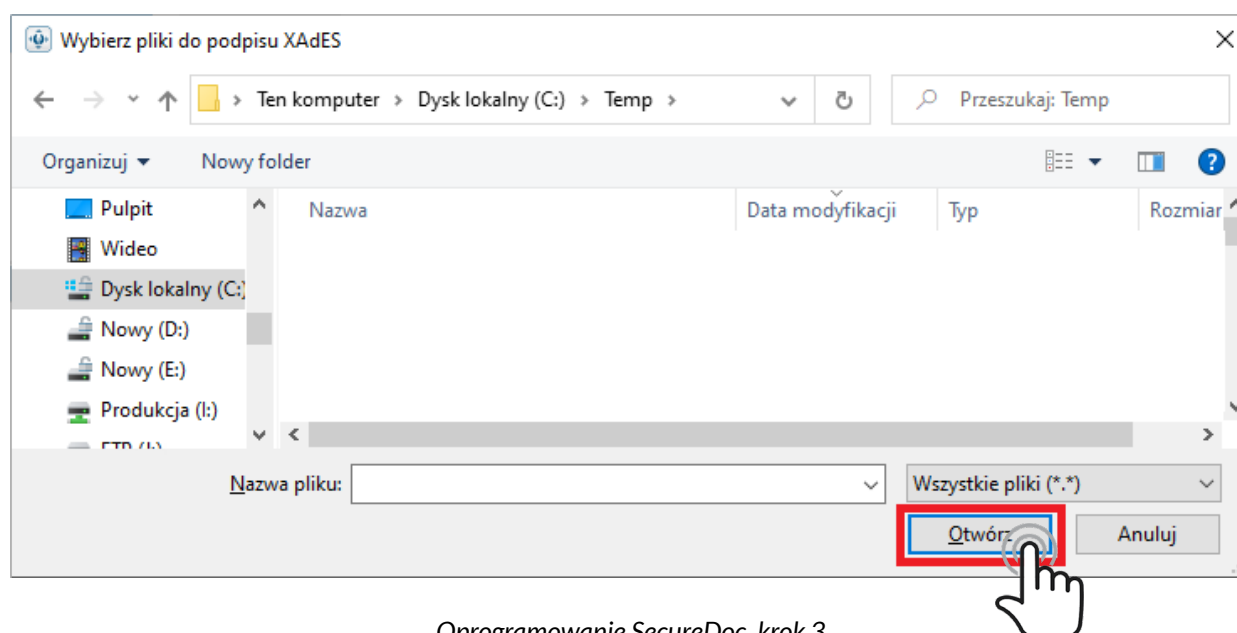 Wybierz pliki do podpisu XAdES
Ten komputer > Dysk lokalny (C:) > Temp >
Przeszukaj: Temp
Organizuj
Nowy folder
Pulpit
Wideo
Dysk lokalny (C:)
Nowy (D:)
Nowy (E:)
Produkcja (I:)
Nazwa
Data modyfikacji
Typ
Rozmiar
Nazwa pliku:
Wszystkie pliki (*.*)
Otwórz
Anuluj
Oprogramowanie SecureDoc, krok 3